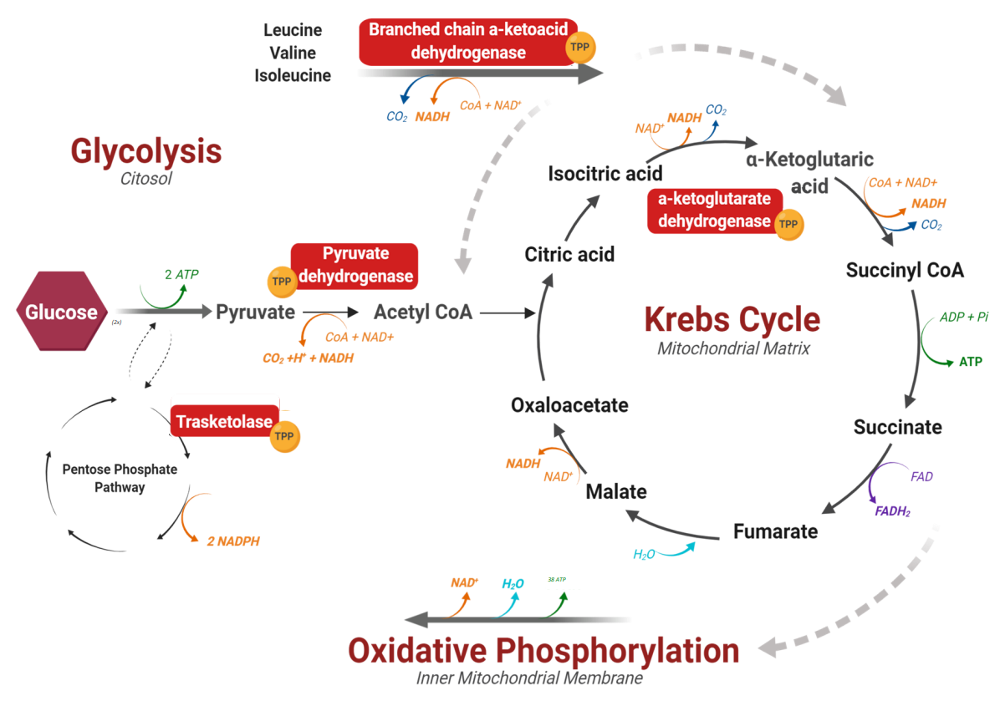 Leucine
Valine
Isoleucine
Branched chain a-ketoacid
dehydrogenase
TPP
CO₂
NADH
CoA + NAD⁺
Glycolysis
Citosol
NAD⁺
NADH
CO₂
Isocitric acid
α-Ketoglutaric
acid
a-ketoglutarate
dehydrogenase
TPP
CoA + NAD+
NADH
CO₂
Citric acid
Succinyl CoA
Pyruvate
dehydrogenase
TPP
2 ATP
Glucose
(2x)
Pyruvate
Acetyl CoA
CoA + NAD+
CO₂ +H⁺ + NADH
Krebs Cycle
Mitochondrial Matrix
ADP + Pi
ATP
Oxaloacetate
Succinate
Trasketolase
TPP
Pentose Phosphate
Pathway
2 NADPH
NADH
NAD⁺
Malate
FAD
FADH₂
Fumarate
H₂O
NAD⁺
H₂O
38 ATP
Oxidative Phosphorylation
Inner Mitochondrial Membrane